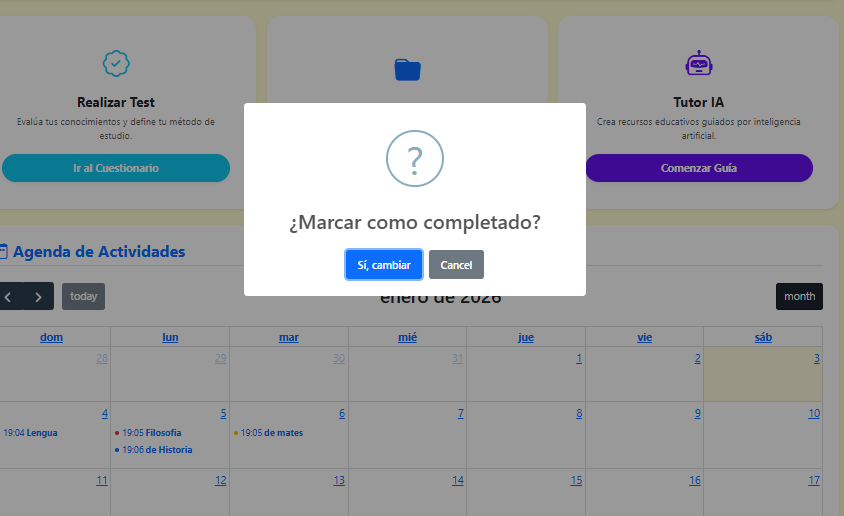 Realizar Test
Evalúa tus conocimientos y define tu método de
estudio.
Ir al Cuestionario
Tutor IA
Crea recursos educativos guiados por inteligencia
artificial.
Comenzar Guía
?
¿Marcar como completado?
Sí, cambiar
Cancel
Agenda de Actividades
today
enero de 2026
month
dom lun mar mié jue vie sáb
28 29 30 31 1 2 3
4 5 6 7 8 9 10
19:04 Lengua 19:05 Filosofía 19:05 de mates
19:06 de Historia
11 12 13 14 15 16 17